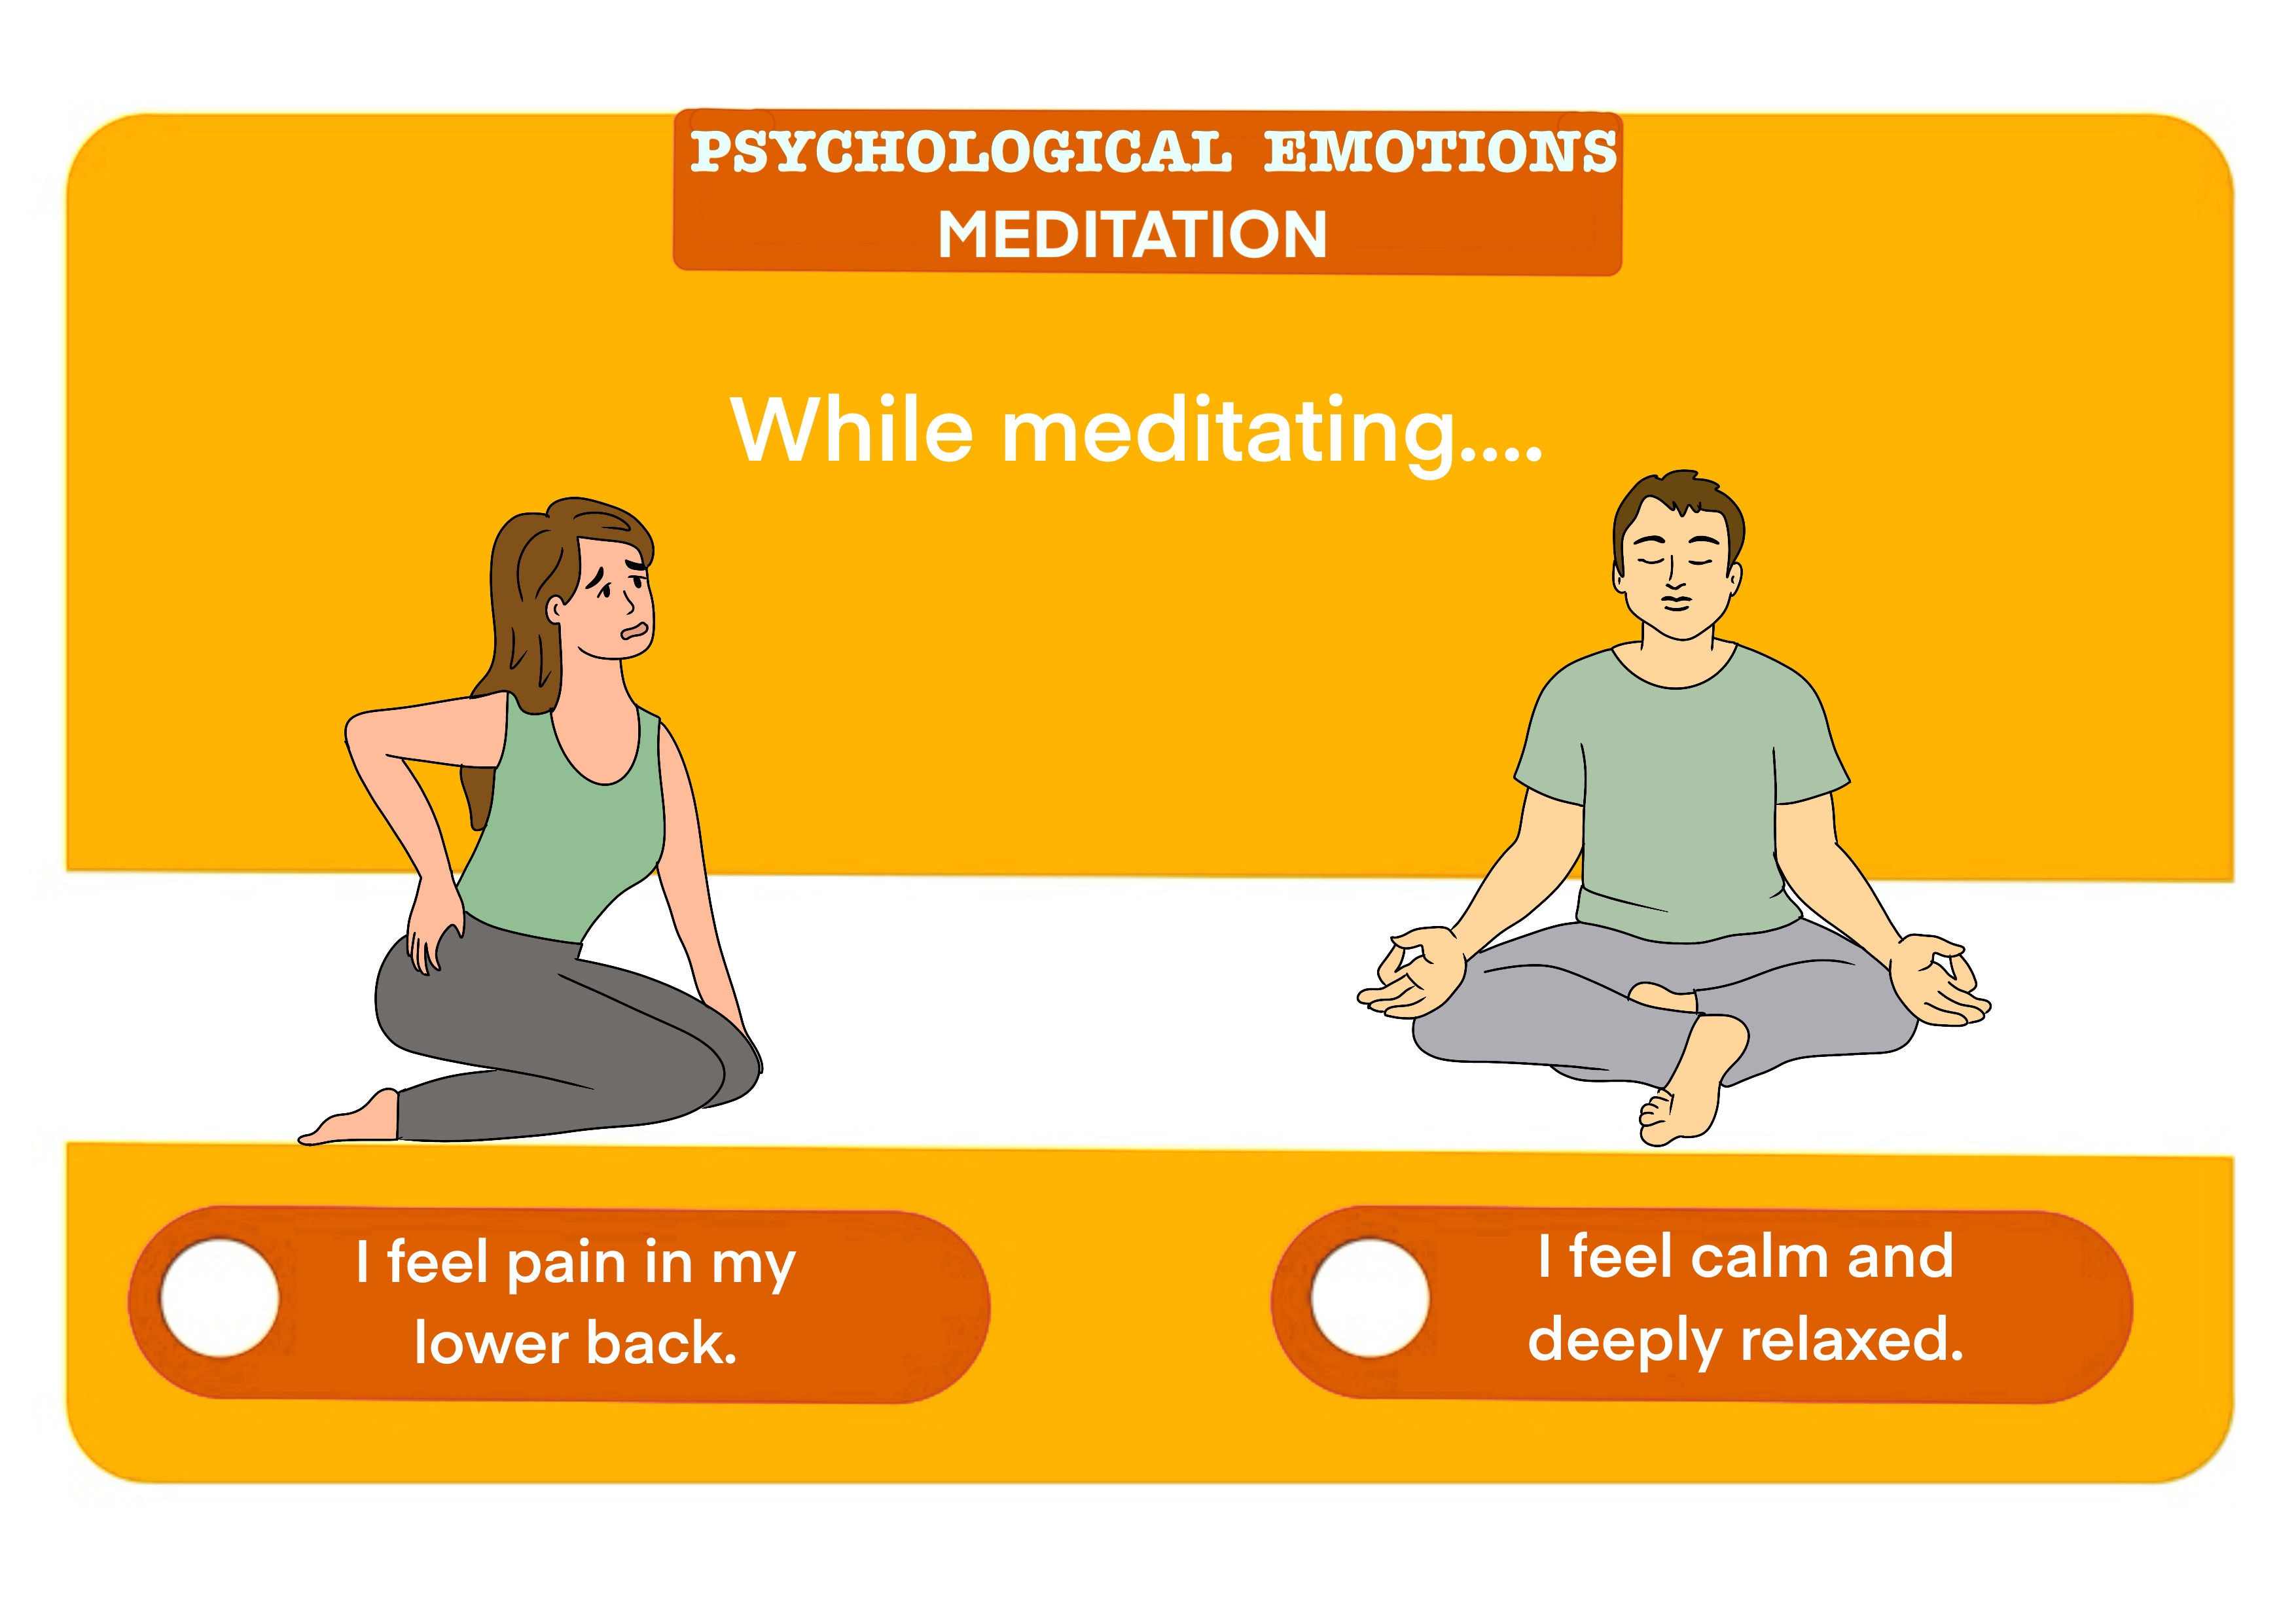 PSYCHOLOGICAL EMOTIONS
MEDITATION
While meditating....
I feel pain in my
lower back.
I feel calm and
deeply relaxed.